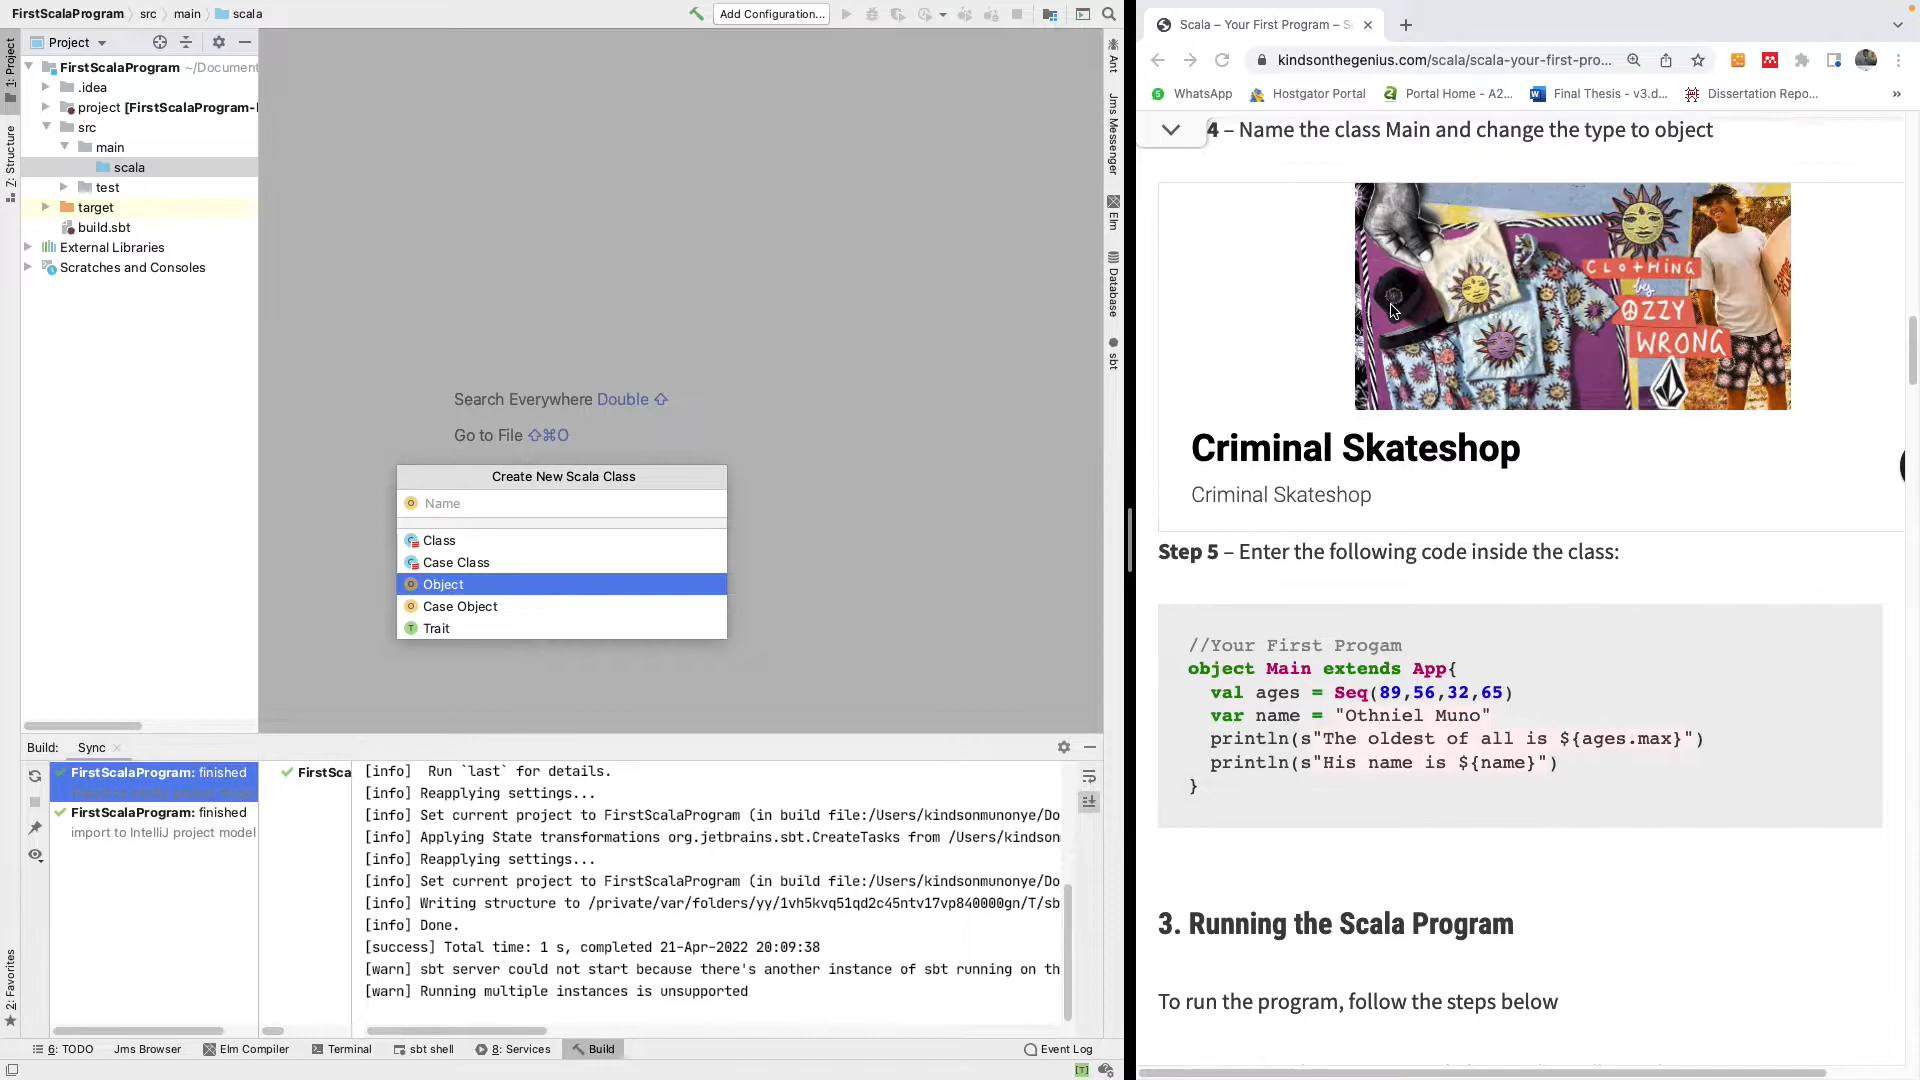 FirstScalaProgram
src
main
scala
Add Configuration...
Project
FirstScalaProgram ~/Document
.idea
project [FirstScalaProgram-
src
main
scala
test
target
build.sbt
External Libraries
Scratches and Consoles
1: Project
Z: Structure
2: Favorites
Search Everywhere Double ⇧
Go to File ⇧⌘O
Create New Scala Class
Name
Class
Case Class
Object
Case Object
Trait
Ant
Jms Messenger
Elm
Database
sbt
Build:
Sync
FirstScalaProgram: finished
FirstScalaProgram: finished
import to IntelliJ project model
FirstSca
[info]  Run `last` for details.
[info] Reapplying settings...
[info] Set current project to FirstScalaProgram (in build file:/Users/kindsonmunonye/Do
[info] Applying State transformations org.jetbrains.sbt.CreateTasks from /Users/kindson
[info] Reapplying settings...
[info] Set current project to FirstScalaProgram (in build file:/Users/kindsonmunonye/Do
[info] Writing structure to /private/var/folders/yy/1vh5kvq51qd2c45ntv17vp840000gn/T/sb
[info] Done.
[success] Total time: 1 s, completed 21-Apr-2022 20:09:38
[warn] sbt server could not start because there's another instance of sbt running on th
[warn] Running multiple instances is unsupported
6: TODO
Jms Browser
Elm Compiler
Terminal
sbt shell
8: Services
Build
Event Log
Scala – Your First Program – S
kindsonthegenius.com/scala/scala-your-first-pro...
WhatsApp
Hostgator Portal
Portal Home - A2...
Final Thesis - v3.d...
Dissertation Repo...
»
4 – Name the class Main and change the type to object
CLOTHING
by
OZZY
WRONG
Criminal Skateshop
Criminal Skateshop
Step 5 – Enter the following code inside the class:
//Your First Progam
object Main extends App{
val ages = Seq(89,56,32,65)
var name = "Othniel Muno"
println(s"The oldest of all is ${ages.max}")
println(s"His name is ${name}")
}
3. Running the Scala Program
To run the program, follow the steps below